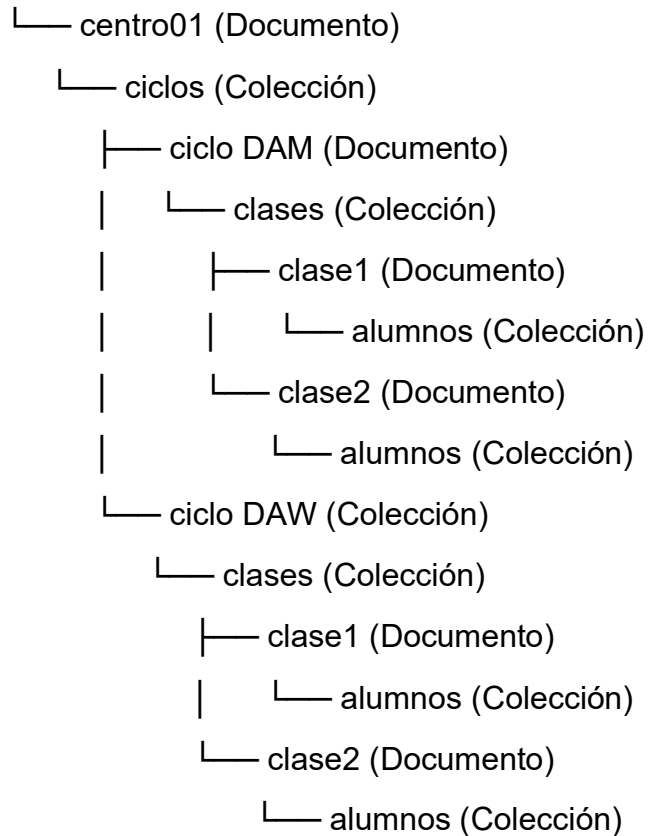 └── centro01 (Documento)
└── ciclos (Colección)
├── ciclo DAM (Documento)
│ └── clases (Colección)
│ ├── clase1 (Documento)
│ │ └── alumnos (Colección)
│ └── clase2 (Documento)
│ └── alumnos (Colección)
└── ciclo DAW (Colección)
└── clases (Colección)
├── clase1 (Documento)
│ └── alumnos (Colección)
└── clase2 (Documento)
└── alumnos (Colección)